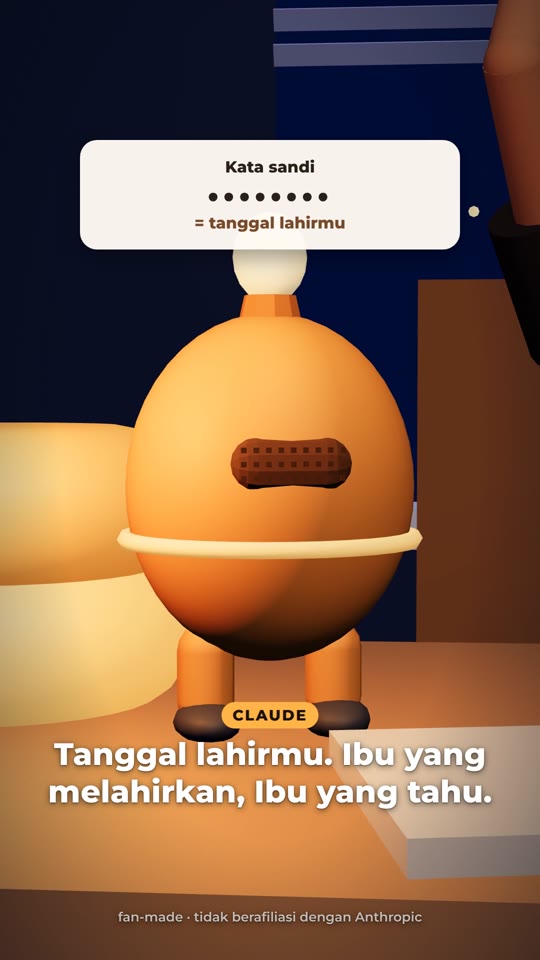 Kata sandi
••••••••
= tanggal lahirmu
CLAUDE
Tanggal lahirmu. Ibu yang
melahirkan, Ibu yang tahu.
fan-made · tidak berafiliasi dengan Anthropic